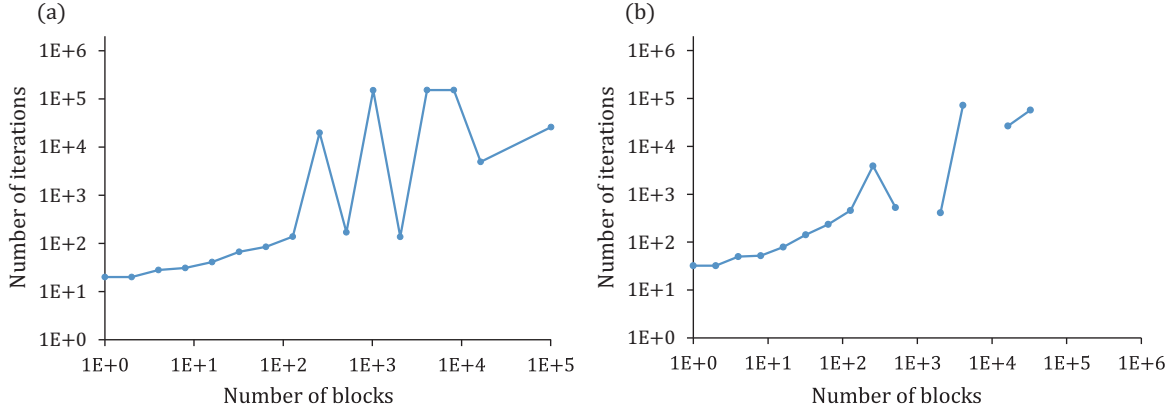 (a)
1E+6
1E+5
1E+4
1E+3
1E+2
1E+1
1E+0
Number of iterations
1E+0 1E+1 1E+2 1E+3 1E+4 1E+5
Number of blocks
(b)
1E+6
1E+5
1E+4
1E+3
1E+2
1E+1
1E+0
Number of iterations
1E+0 1E+1 1E+2 1E+3 1E+4 1E+5 1E+6
Number of blocks